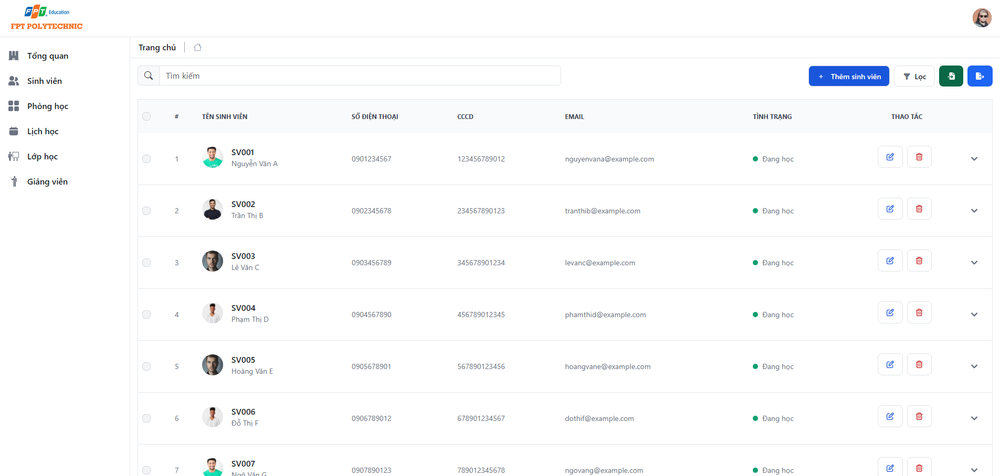 FPT Education
FPT POLYTECHNIC
Tổng quan
Sinh viên
Phòng học
Lịch học
Lớp học
Giảng viên
Trang chủ
Tìm kiếm
+ Thêm sinh viên
Lọc
# TÊN SINH VIÊN SỐ ĐIỆN THOẠI CCCD EMAIL TÌNH TRẠNG THAO TÁC
1 SV001 0901234567 123456789012 nguyenvana@example.com Đang học
Nguyễn Văn A
2 SV002 0902345678 234567890123 tranthib@example.com Đang học
Trần Thị B
3 SV003 0903456789 345678901234 levanc@example.com Đang học
Lê Văn C
4 SV004 0904567890 456789012345 phamthid@example.com Đang học
Phạm Thị D
5 SV005 0905678901 567890123456 hoangvane@example.com Đang học
Hoàng Văn E
6 SV006 0906789012 678901234567 dothif@example.com Đang học
Đỗ Thị F
7 SV007 0907890123 789012345678 ngovang@example.com Đang học
Ngô Văn G